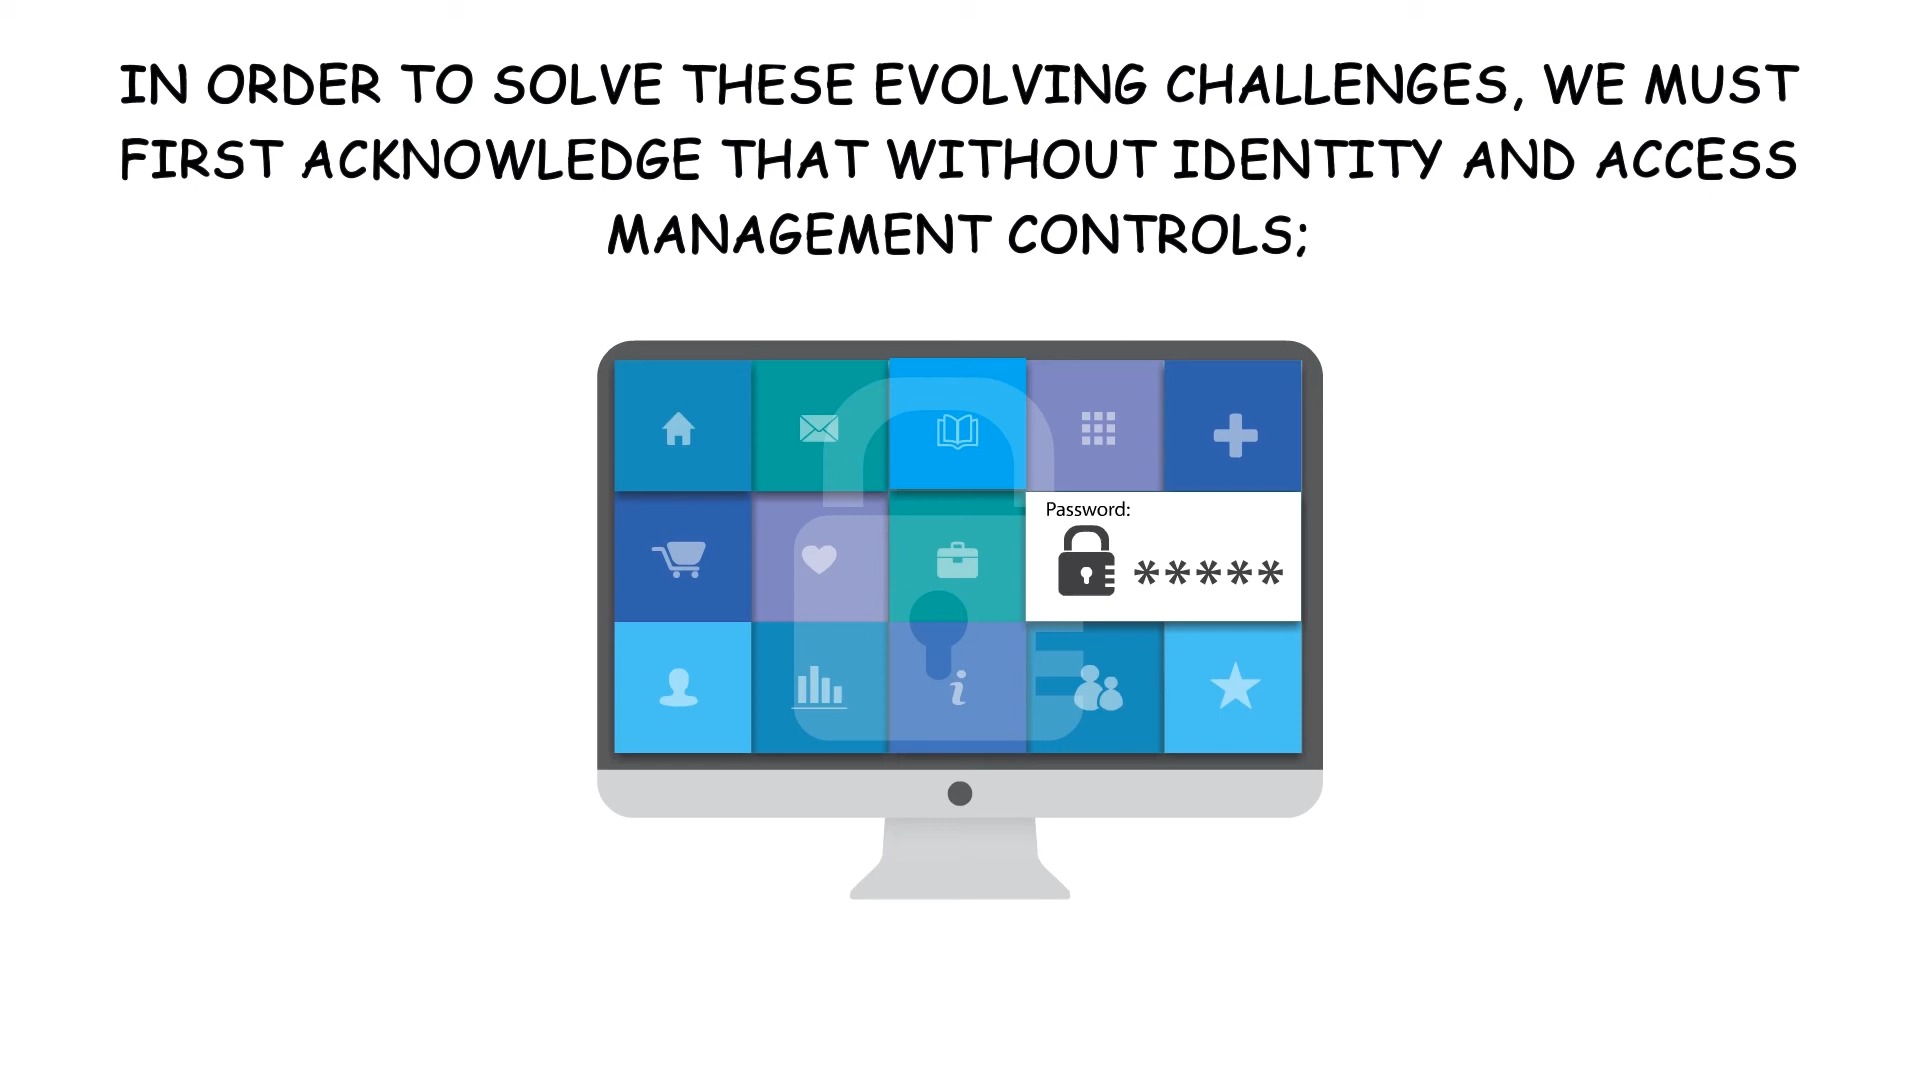 IN ORDER TO SOLVE THESE EVOLVING CHALLENGES, WE MUST
FIRST ACKNOWLEDGE THAT WITHOUT IDENTITY AND ACCESS
MANAGEMENT CONTROLS;
Password:
*****